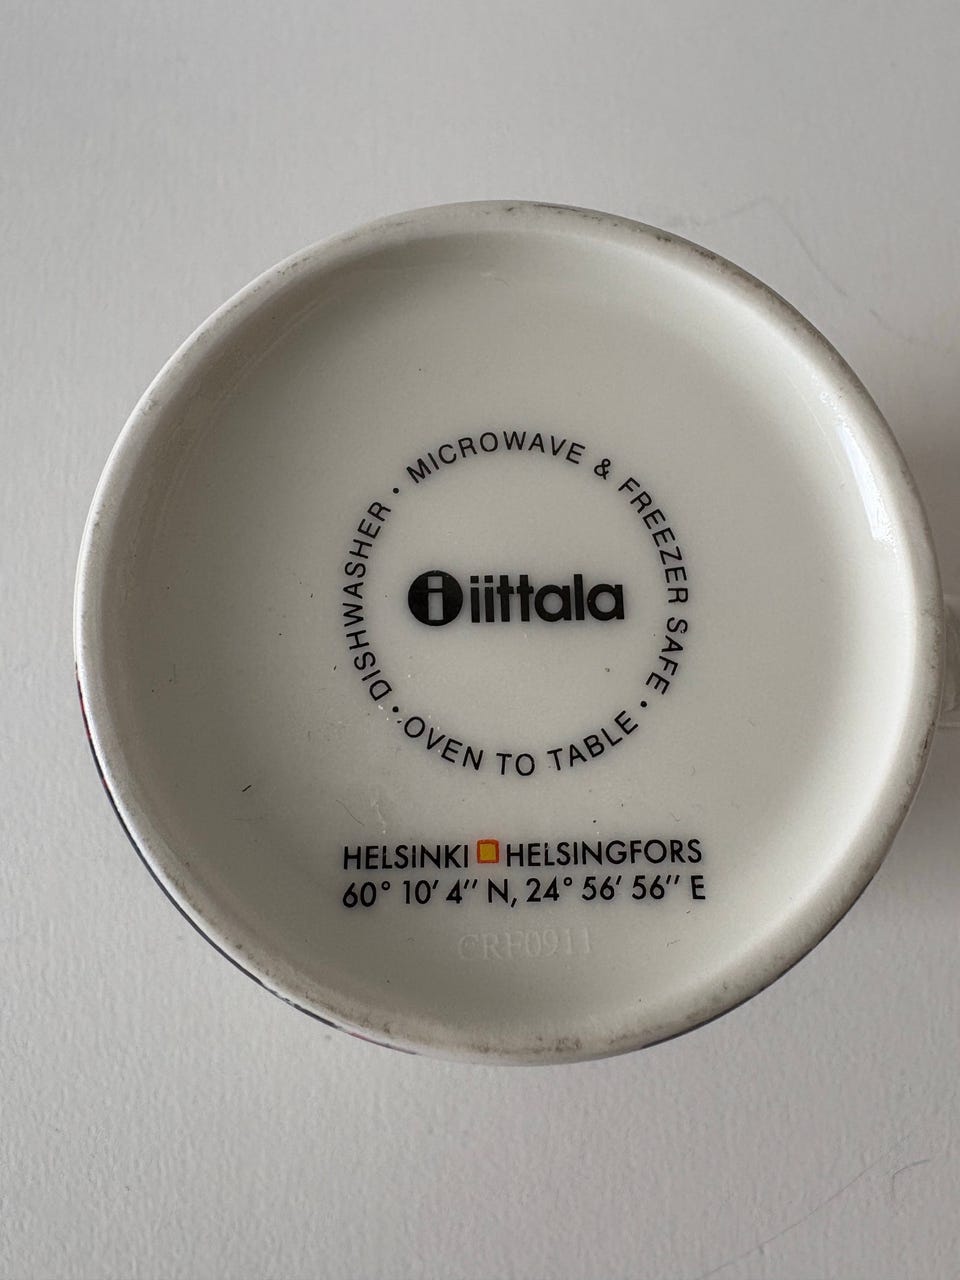 MICROWAVE & FREEZER SAFE • OVEN TO TABLE • DISHWASHER •
iittala
HELSINKI HELSINGFORS
60° 10′ 4″ N, 24° 56′ 56″ E
CRF0911